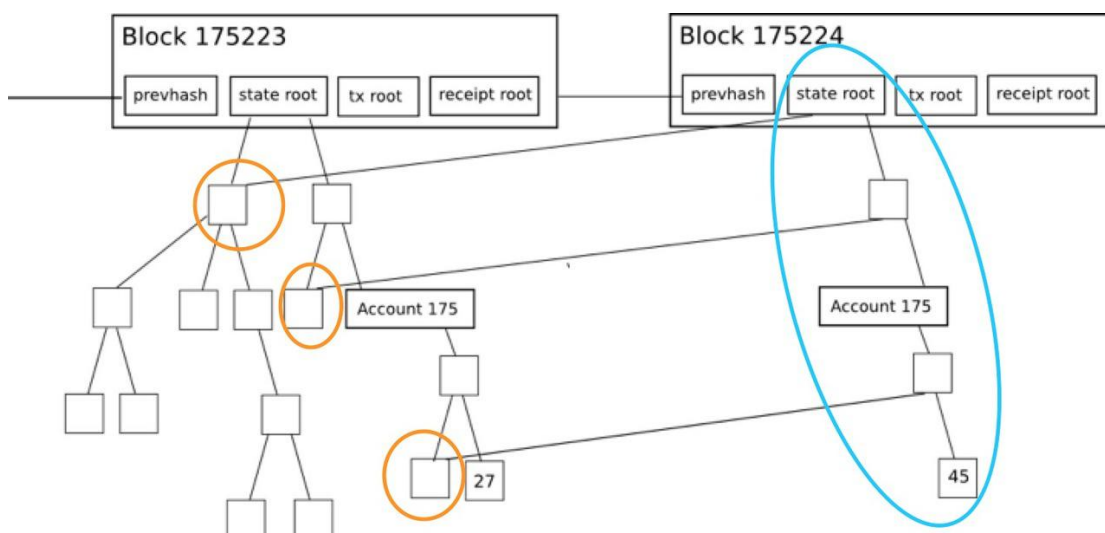 Block 175223
prevhash
state root
tx root
receipt root
Block 175224
prevhash
state root
tx root
receipt root
Account 175
27
Account 175
45